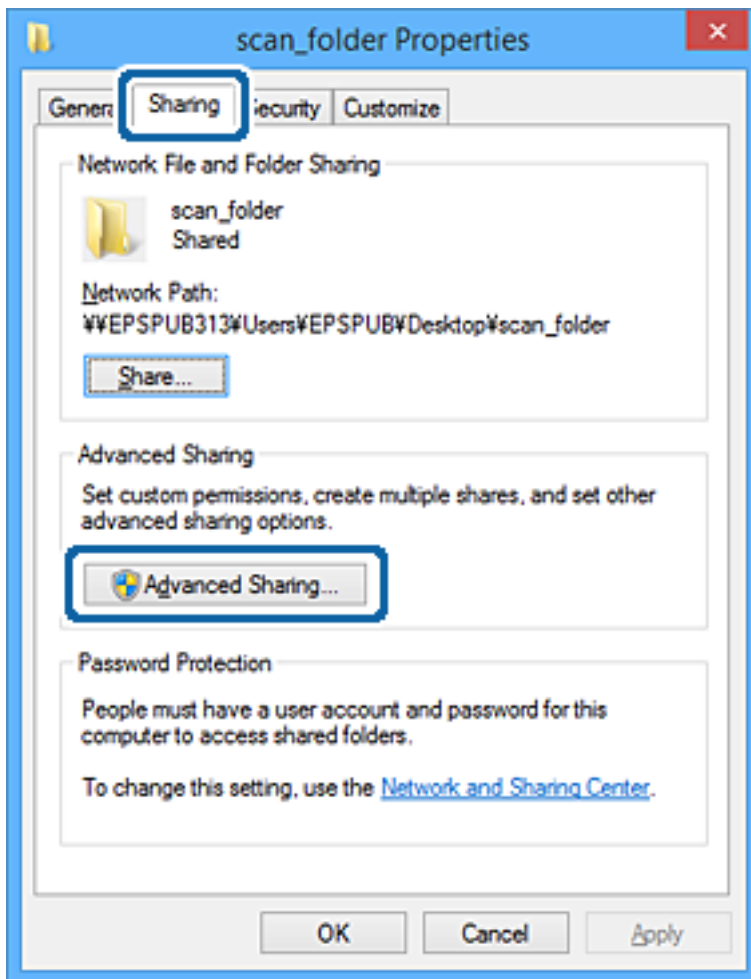 scan_folder Properties
General Sharing Security Customize
Network File and Folder Sharing
scan_folder
Shared
Network Path:
¥¥EPSPUB313¥Users¥EPSPUB¥Desktop¥scan_folder
Share...
Advanced Sharing
Set custom permissions, create multiple shares, and set other
advanced sharing options.
Advanced Sharing...
Password Protection
People must have a user account and password for this
computer to access shared folders.
To change this setting, use the Network and Sharing Center.
OK Cancel Apply